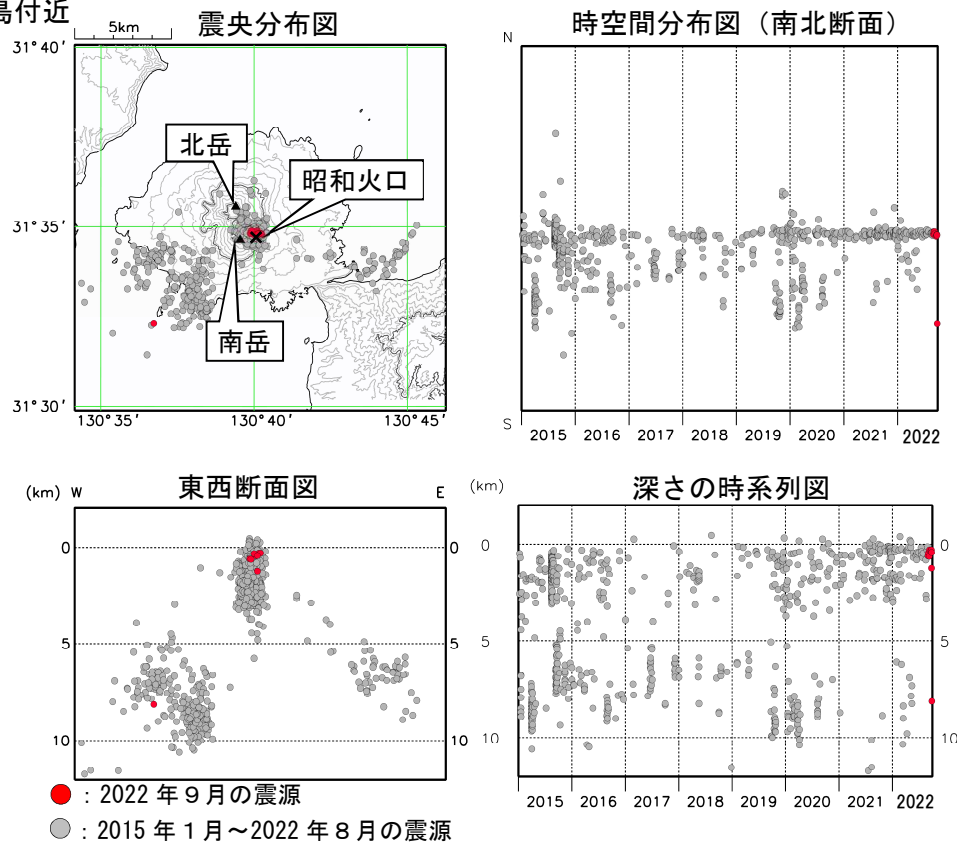 島付近
5km
震央分布図
31°40′
31°35′
31°30′
130°35′
130°40′
130°45′
北岳
昭和火口
南岳
時空間分布図（南北断面）
N
S
2015
2016
2017
2018
2019
2020
2021
2022
東西断面図
(km)
W
E
0
5
10
0
5
10
深さの時系列図
(km)
0
5
10
0
5
10
2015
2016
2017
2018
2019
2020
2021
2022
：2022 年９月の震源
：2015 年１月～2022 年８月の震源